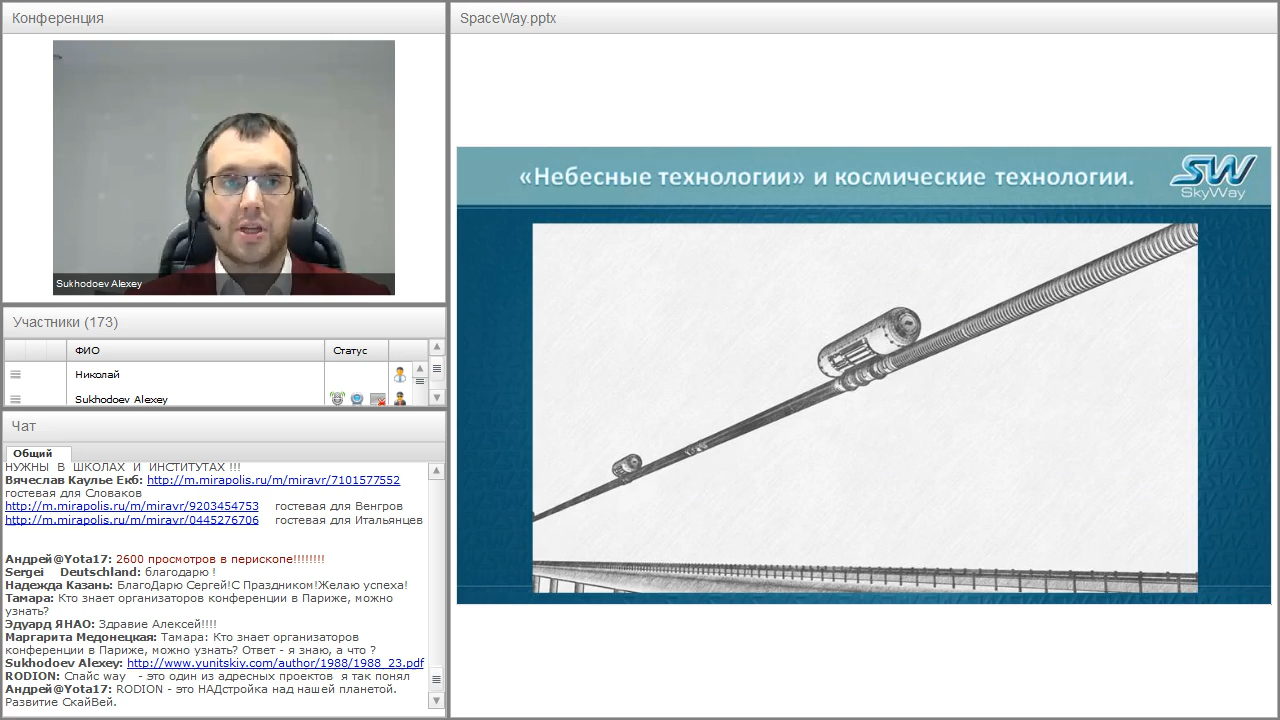 Конференция
Sukhodoev Alexey
Участники (173)
ФИО
Статус
Николай
Sukhodoev Alexey
Чат
Общий
НУЖНЫ В ШКОЛАХ И ИНСТИТУТАХ !!!
Вячеслав Каулье Екб: http://m.mirapolis.ru/m/miravr/7101577552
гостевая для Словаков
http://m.mirapolis.ru/m/miravr/9203454753 гостевая для Венгров
http://m.mirapolis.ru/m/miravr/0445276706 гостевая для Итальянцев
Андрей@Yota17: 2600 просмотров в перископе!!!!!!!!
Sergei Deutschland: благодарю !
Надежда Казань: БлагоДарю Сергей!С Праздником!Желаю успеха!
Тамара: Кто знает организаторов конференции в Париже, можно
узнать?
Эдуард ЯНАО: Здравие Алексей!!!!
Маргарита Медонецкая: Тамара: Кто знает организаторов
конференции в Париже, можно узнать? Ответ - я знаю, а что ?
Sukhodoev Alexey: http://www.yunitskiy.com/author/1988/1988_23.pdf
RODION: Спайс way - это один из адресных проектов я так понял
Андрей@Yota17: RODION - это НАДстройка над нашей планетой.
Развитие СкайВей.
SpaceWay.pptx
«Небесные технологии» и космические технологии.
SW
SkyWay